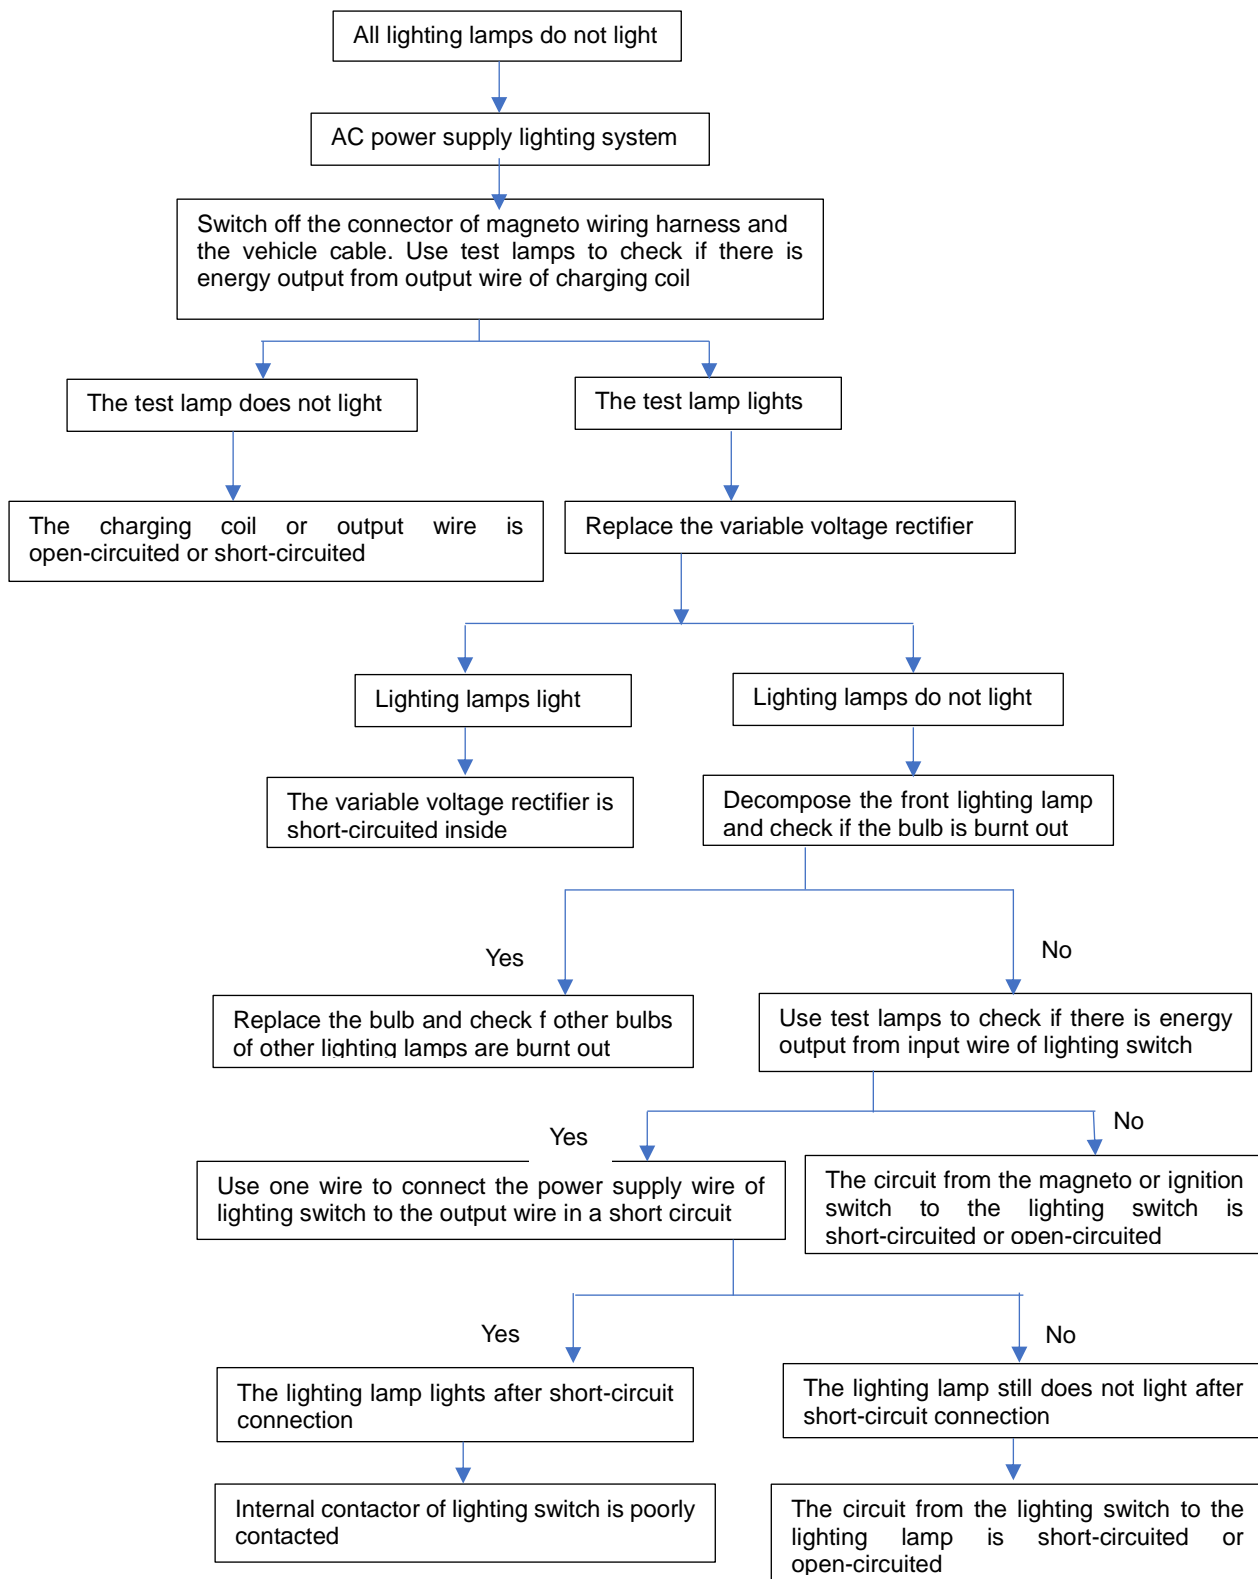 All lighting lamps do not light
AC power supply lighting system
Switch off the connector of magneto wiring harness and
the vehicle cable. Use test lamps to check if there is
energy output from output wire of charging coil
The test lamp does not light
The test lamp lights
The charging coil or output wire is
open-circuited or short-circuited
Replace the variable voltage rectifier
Lighting lamps light
Lighting lamps do not light
The variable voltage rectifier is
short-circuited inside
Decompose the front lighting lamp
and check if the bulb is burnt out
Yes
No
Replace the bulb and check f other bulbs
of other lighting lamps are burnt out
Use test lamps to check if there is energy
output from input wire of lighting switch
Yes
No
Use one wire to connect the power supply wire of
lighting switch to the output wire in a short circuit
The circuit from the magneto or ignition
switch to the lighting switch is
short-circuited or open-circuited
Yes
No
The lighting lamp lights after short-circuit
connection
The lighting lamp still does not light after
short-circuit connection
Internal contactor of lighting switch is poorly
contacted
The circuit from the lighting switch to the
lighting lamp is short-circuited or
open-circuited